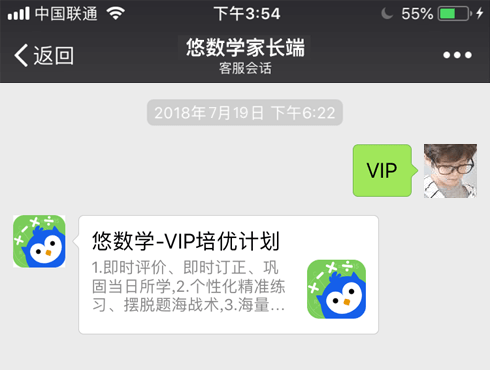 中国联通 下午3:54 55%
返回 悠数学家长端
客服会话
2018年7月19日 下午6:22
VIP
悠数学-VIP培优计划
1.即时评价、即时订正、巩
固当日所学,2.个性化精准练
习、摆脱题海战术,3.海量...